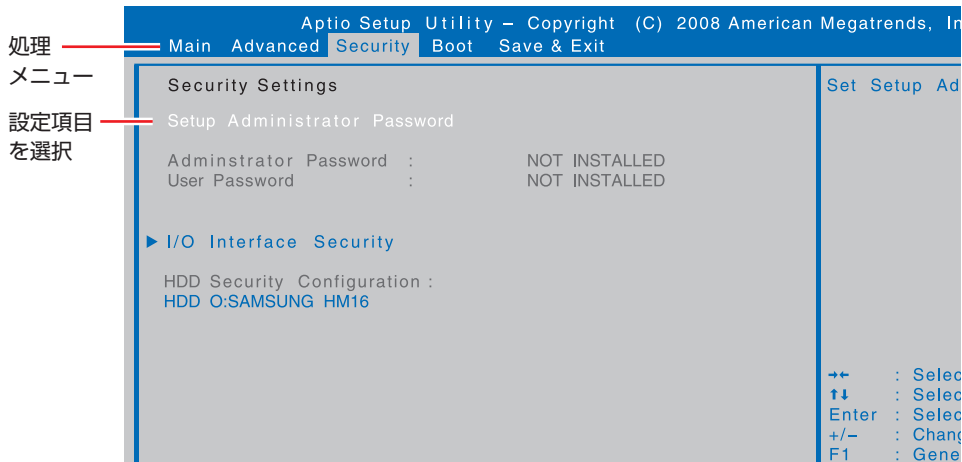 処理
メニュー
設定項目
を選択
Aptio Setup Utility – Copyright (C) 2008 American Megatrends, In
Main Advanced Security Boot Save & Exit
Security Settings
Setup Administrator Password
Adminstrator Password : NOT INSTALLED
User Password : NOT INSTALLED
▶ I/O Interface Security
HDD Security Configuration :
HDD O:SAMSUNG HM16
Set Setup Ad
→← : Selec
↑↓ : Selec
Enter : Selec
+/– : Chang
F1 : Gene